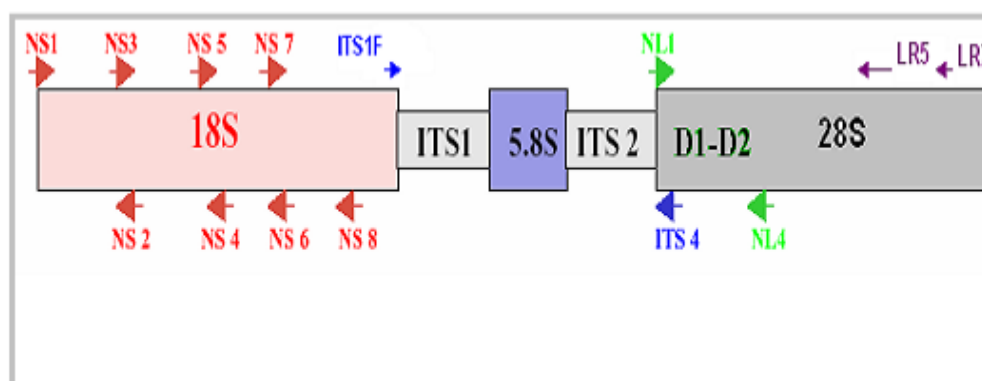 NS1 NS3 NS 5 NS 7 ITS1F NL1 LR5
18S ITS1 5.8S ITS 2 D1-D2 28S
NS 2 NS 4 NS 6 NS 8 ITS 4 NL4